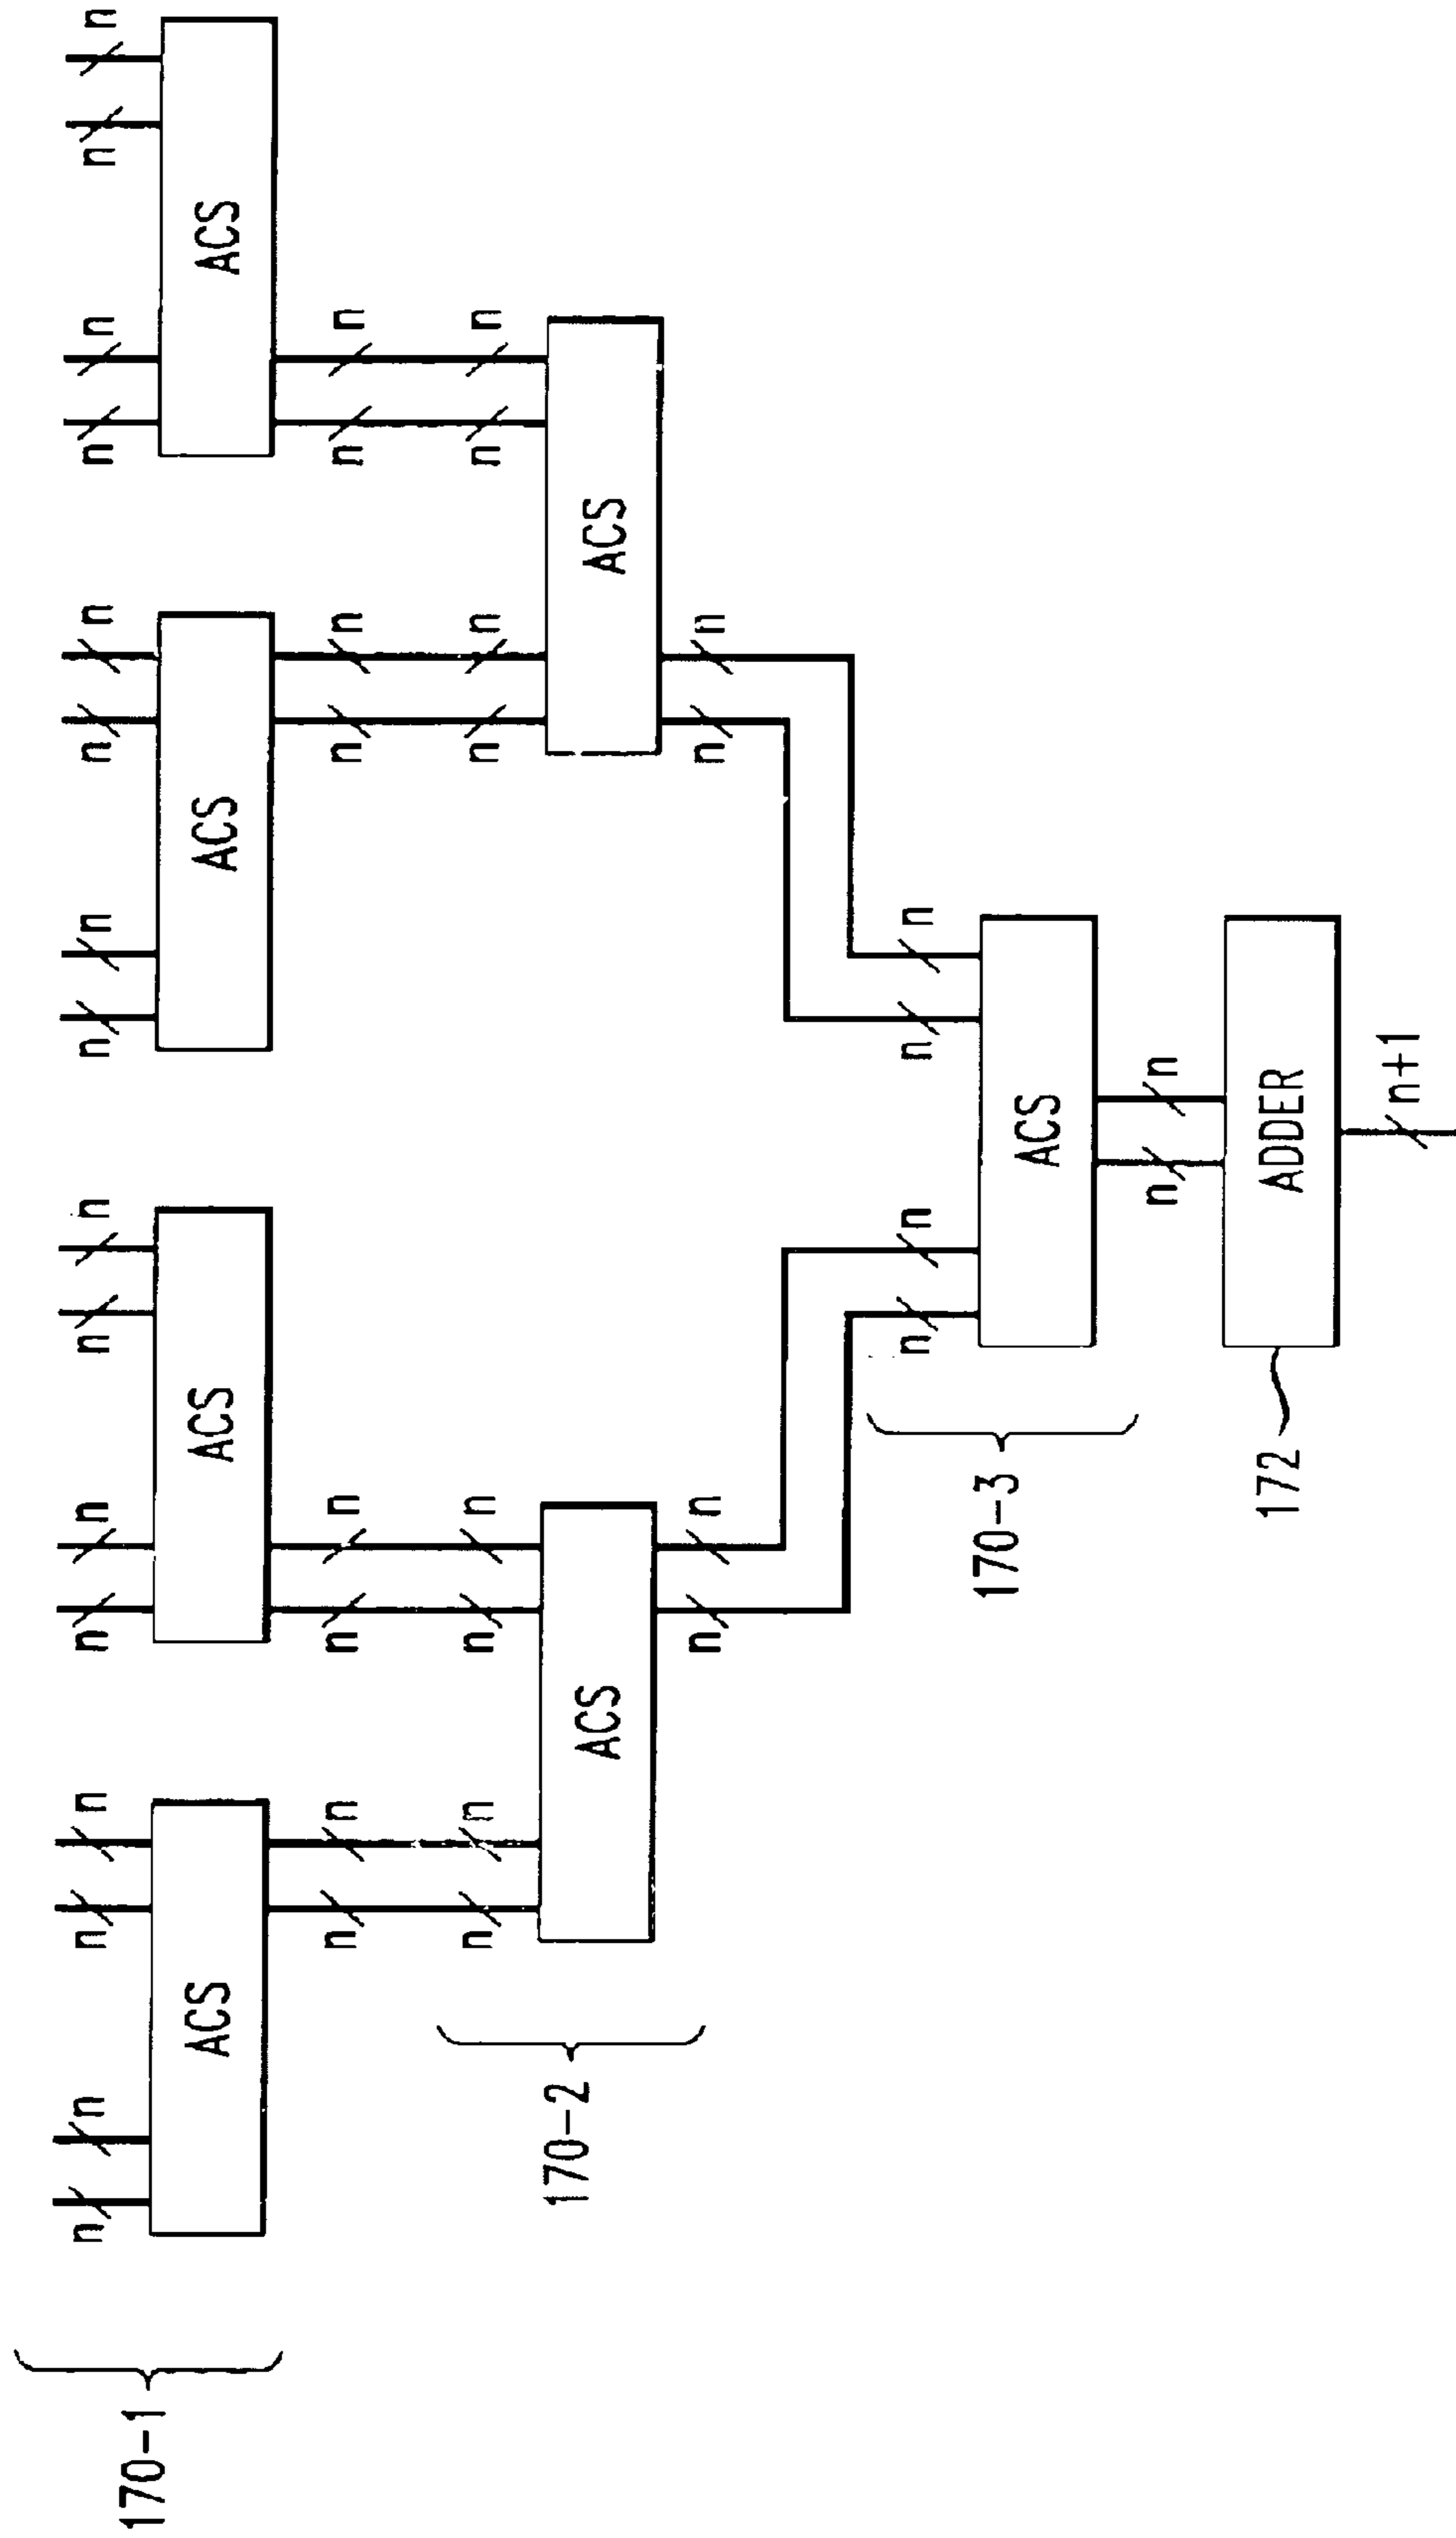 n n n n n n n n n n n n n n n n
170-1 ACS ACS ACS ACS
n n n n n n n n
n n n n n n n n
170-2 ACS ACS
n n n n
n n n n
170-3 ACS
n n
172 ADDER
n+1